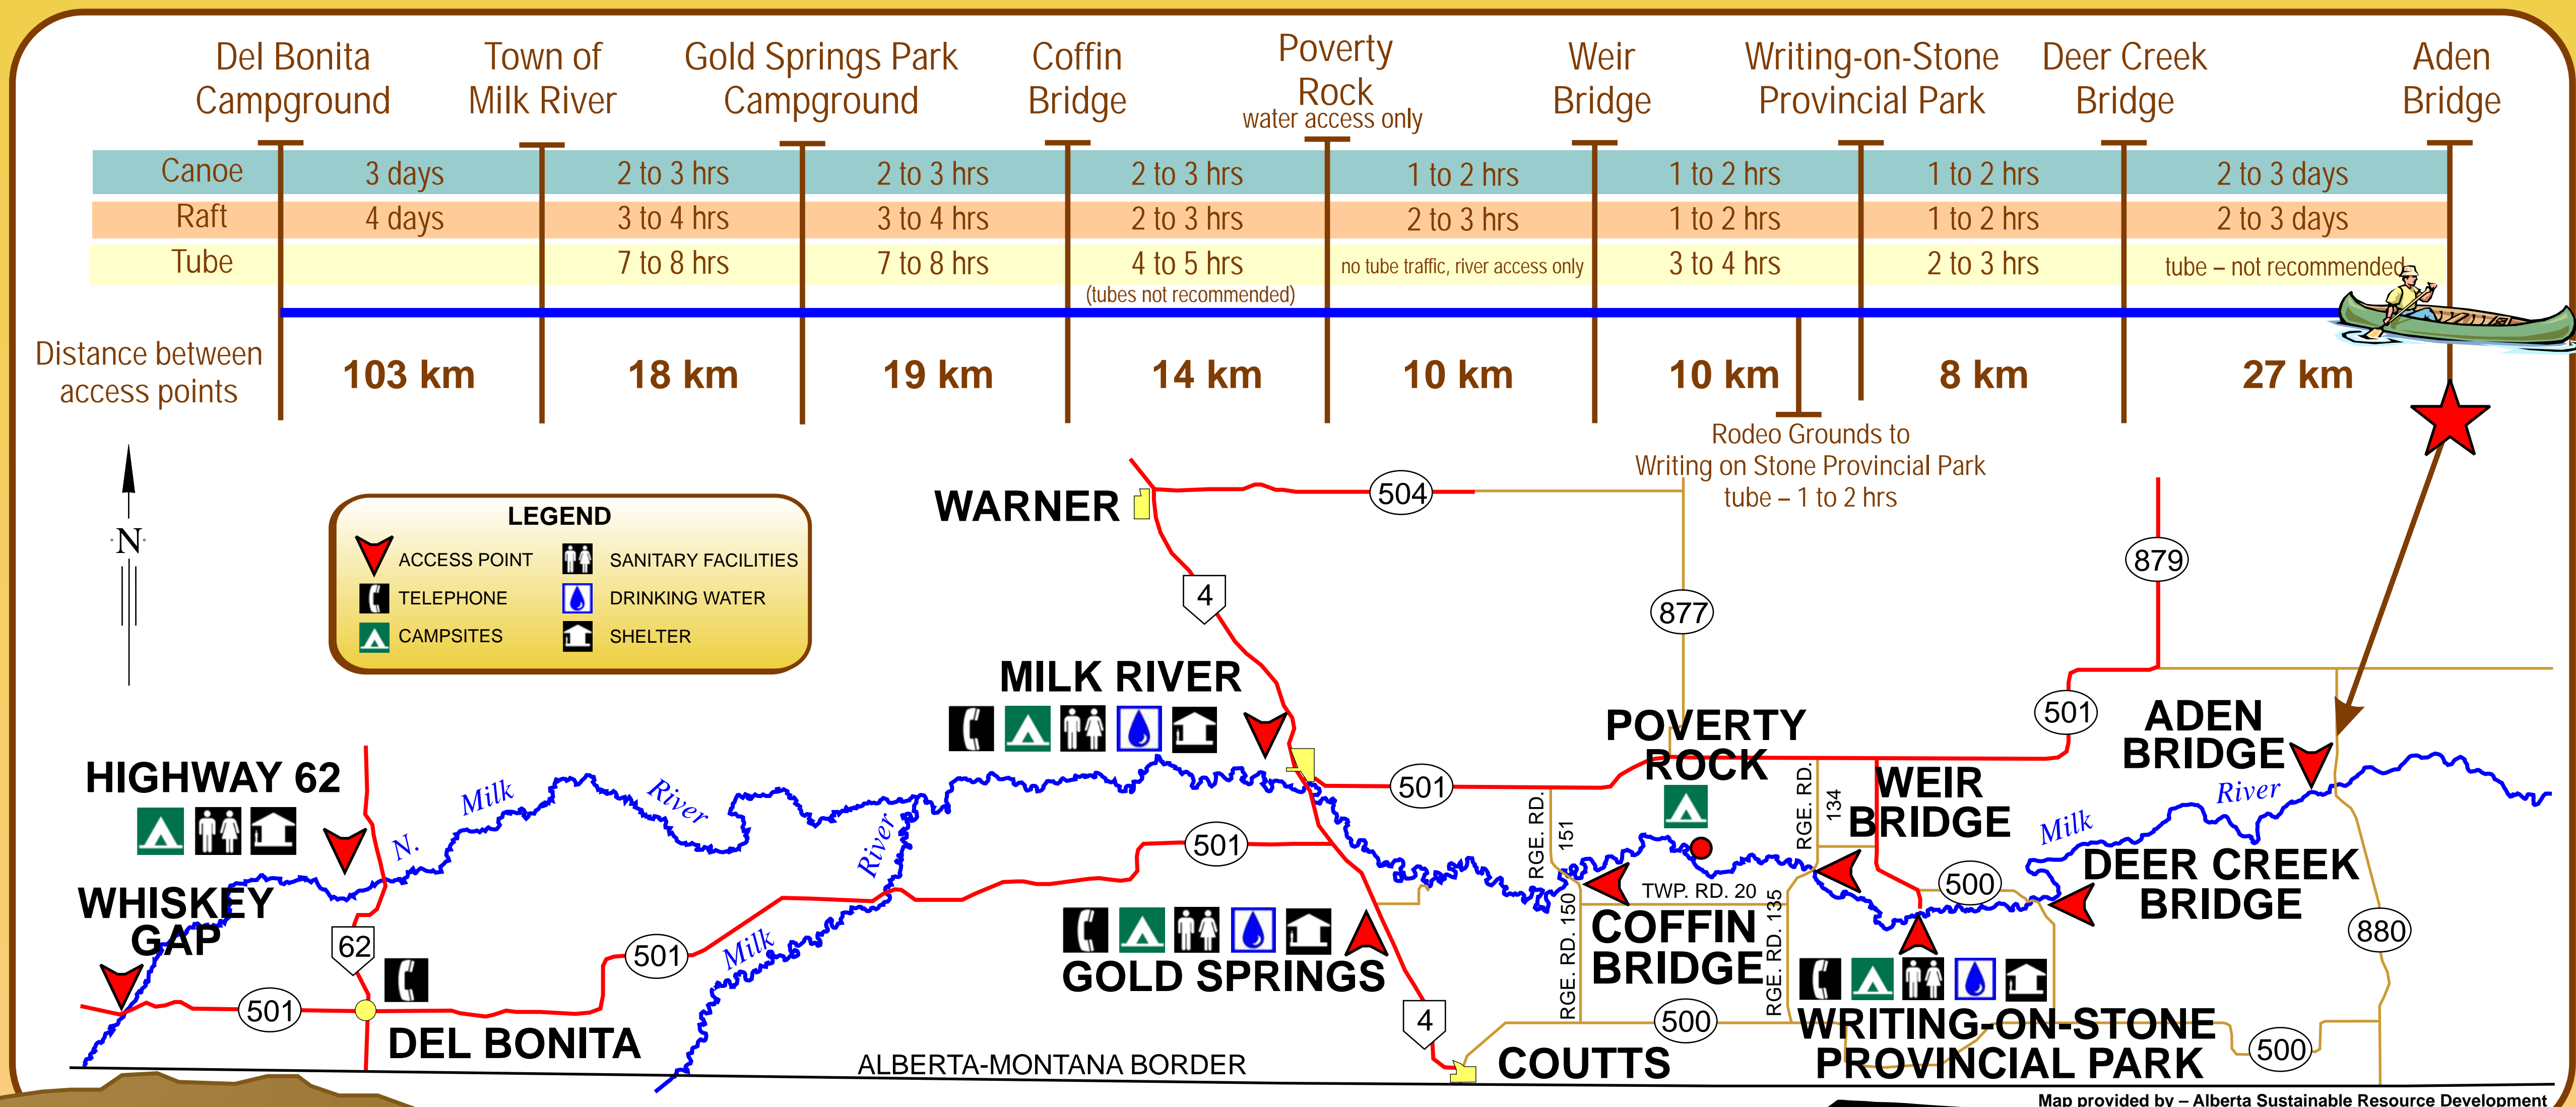 Del Bonita
Campground
Town of
Milk River
Gold Springs Park
Campground
Coffin
Bridge
Poverty
Rock
water access only
Weir
Bridge
Writing-on-Stone
Provincial Park
Deer Creek
Bridge
Aden
Bridge
Canoe 3 days 2 to 3 hrs 2 to 3 hrs 2 to 3 hrs 1 to 2 hrs 1 to 2 hrs 1 to 2 hrs 2 to 3 days
Raft 4 days 3 to 4 hrs 3 to 4 hrs 2 to 3 hrs 2 to 3 hrs 1 to 2 hrs 1 to 2 hrs 2 to 3 days
Tube 7 to 8 hrs 7 to 8 hrs 4 to 5 hrs no tube traffic, river access only 3 to 4 hrs 2 to 3 hrs tube – not recommended
(tubes not recommended)
Distance between
access points
103 km 18 km 19 km 14 km 10 km 10 km 8 km 27 km
Rodeo Grounds to
Writing on Stone Provincial Park
tube – 1 to 2 hrs
N
LEGEND
ACCESS POINT
SANITARY FACILITIES
TELEPHONE
DRINKING WATER
CAMPSITES
SHELTER
WARNER
504
4
877
879
MILK RIVER
501
POVERTY
ROCK
ADEN
BRIDGE
HIGHWAY 62
N.
Milk
River
River
501
RGE. RD.
151
RGE. RD.
134
WEIR
BRIDGE
Milk
River
WHISKEY
GAP
501
TWP. RD. 20
500
DEER CREEK
BRIDGE
62
501
Milk
GOLD SPRINGS
RGE. RD. 150
COFFIN
BRIDGE
RGE. RD. 135
880
501
DEL BONITA
4
500
WRITING-ON-STONE
PROVINCIAL PARK
500
ALBERTA-MONTANA BORDER
COUTTS
Map provided by – Alberta Sustainable Resource Development